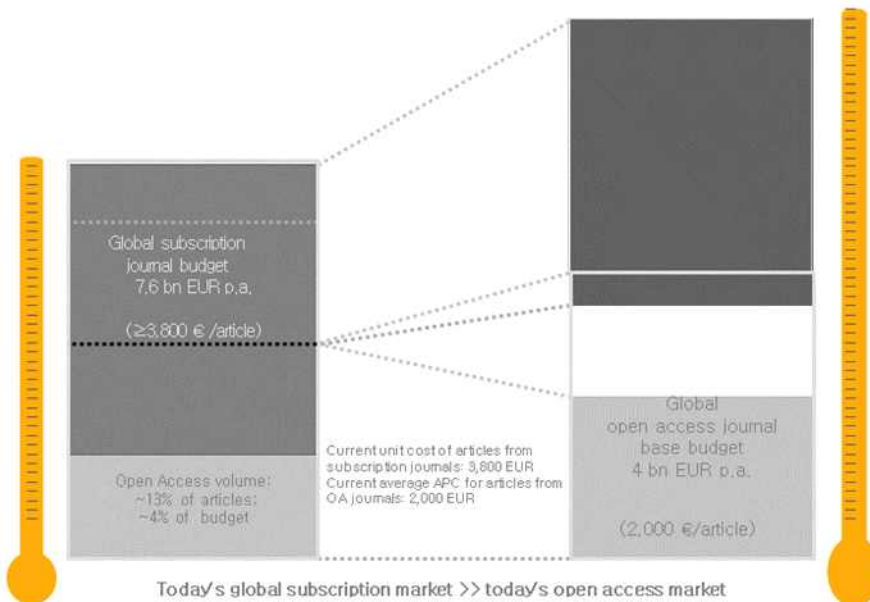 Global subscription
journal budget
7.6 bn EUR p.a.
(≥3,800 € /article)
Open Access volume:
~13% of articles;
~4% of budget
Current unit cost of articles from
subscription journals: 3,800 EUR
Current average APC for articles from
OA journals: 2,000 EUR
Global
open access journal
base budget
4 bn EUR p.a.
(2,000 €/article)
Today's global subscription market >> today's open access market